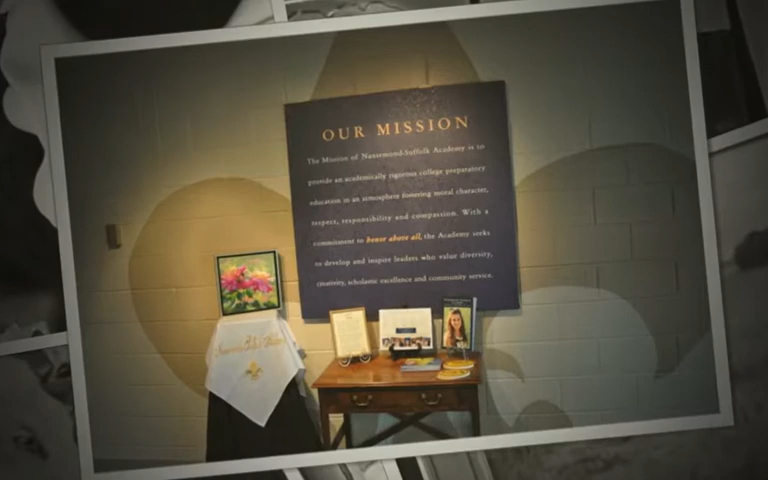 OUR MISSION
The Mission of Nansemond-Suffolk Academy is to
provide an academically rigorous college preparatory
education in an atmosphere fostering moral character,
respect, responsibility and compassion. With a
commitment to honor above all, the Academy seeks
to develop and inspire leaders who value diversity,
creativity, scholastic excellence and community service.